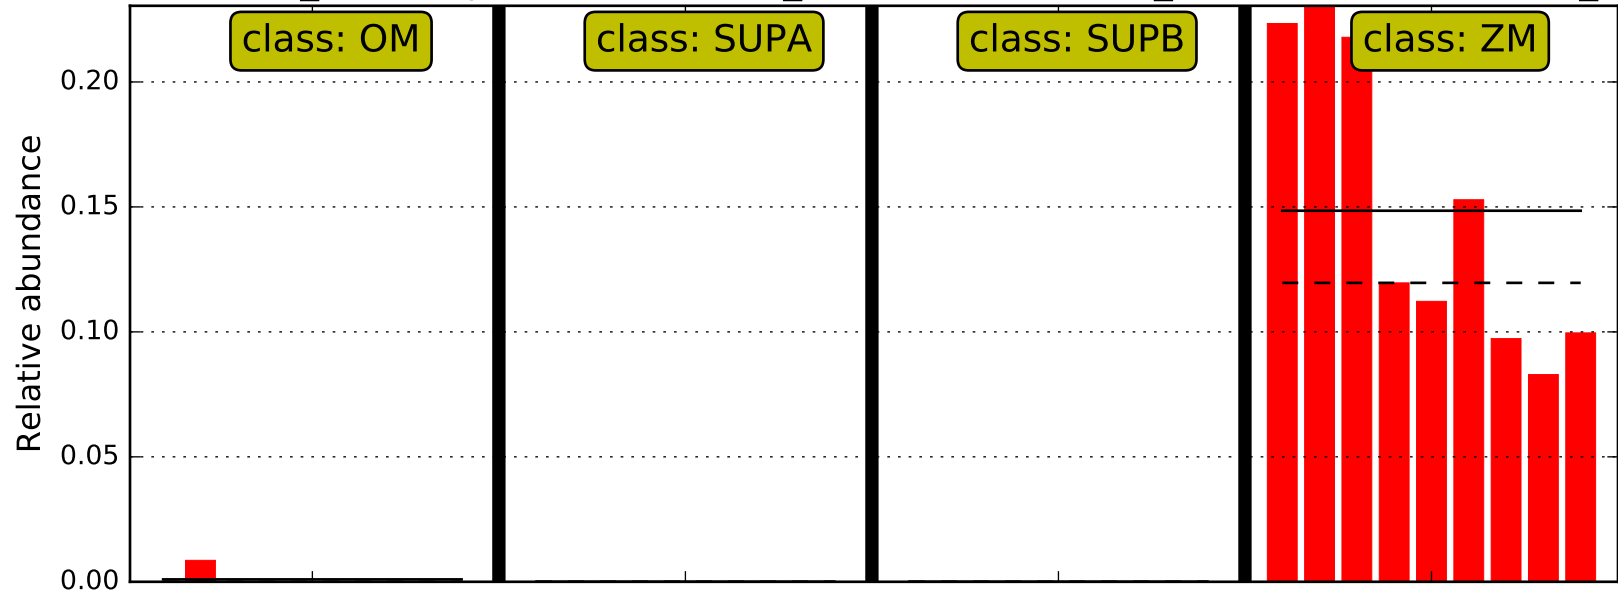 class: OM
class: SUPA
class: SUPB
class: ZM
Relative abundance
0.20
0.15
0.10
0.05
0.00